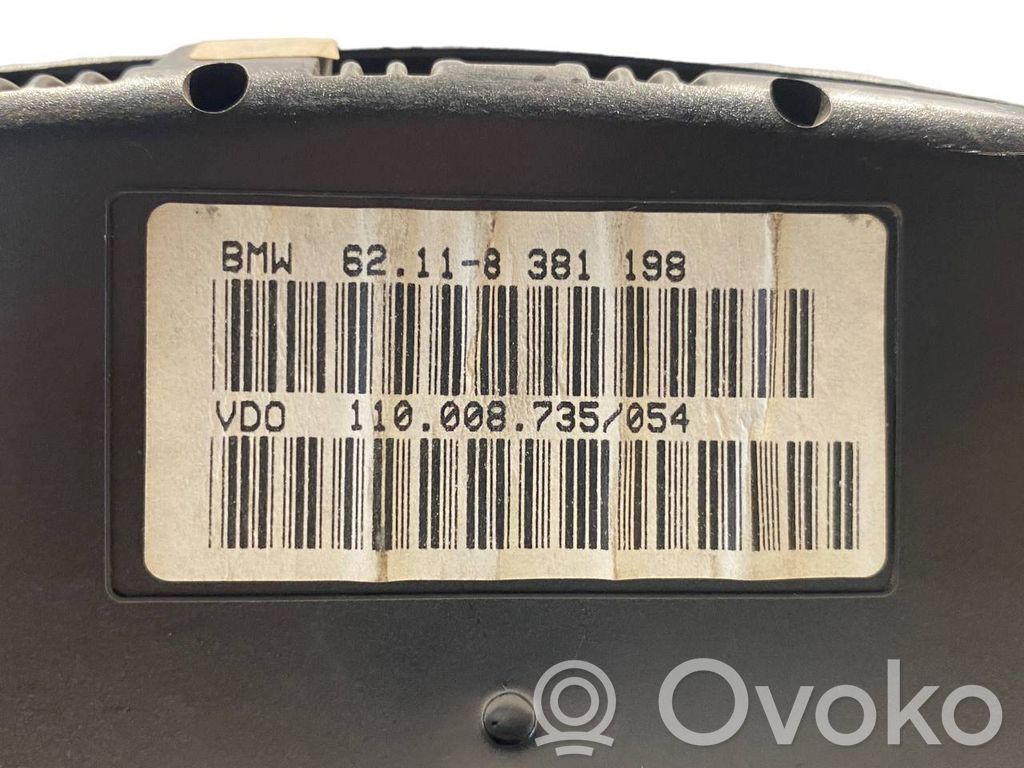 BMW 62.11-8 381 198
VDO 110.008.735/054
Ovoko